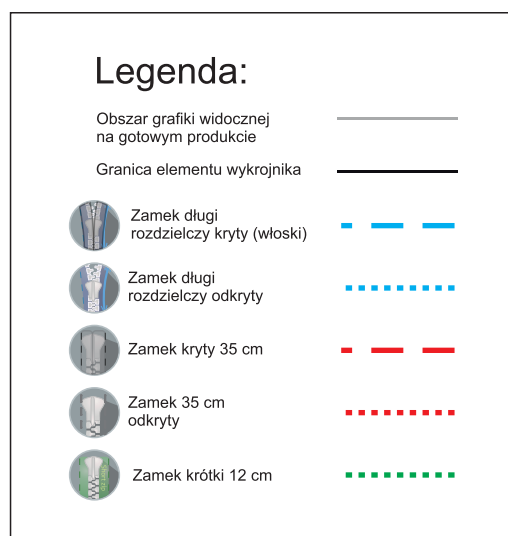 Legenda:
Obszar grafiki widocznej
na gotowym produkcie
Granica elementu wykrojnika
Zamek długi
rozdzielczy kryty (włoski)
Zamek długi
rozdzielczy odkryty
Zamek kryty 35 cm
Zamek 35 cm
odkryty
Zamek krótki 12 cm